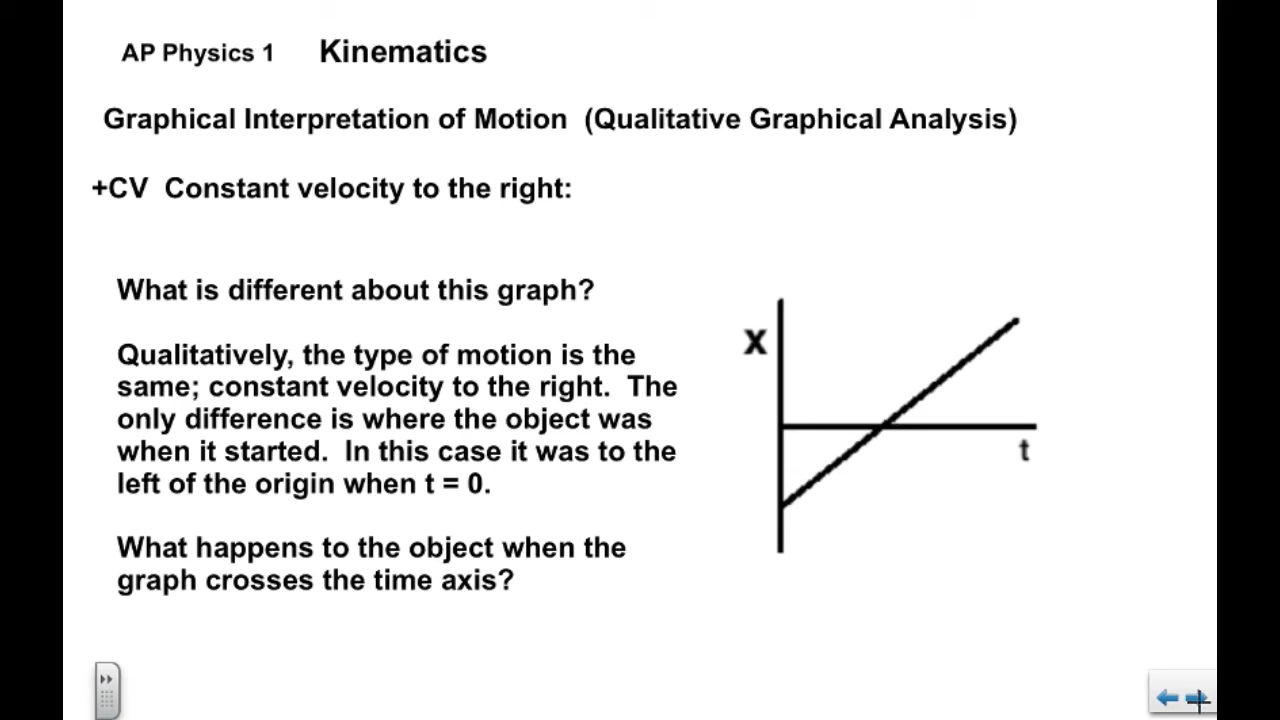 AP Physics 1 Kinematics
Graphical Interpretation of Motion (Qualitative Graphical Analysis)
+CV Constant velocity to the right:
What is different about this graph?
Qualitatively, the type of motion is the
same; constant velocity to the right. The
only difference is where the object was
when it started. In this case it was to the
left of the origin when t = 0.
What happens to the object when the
graph crosses the time axis?
x
t